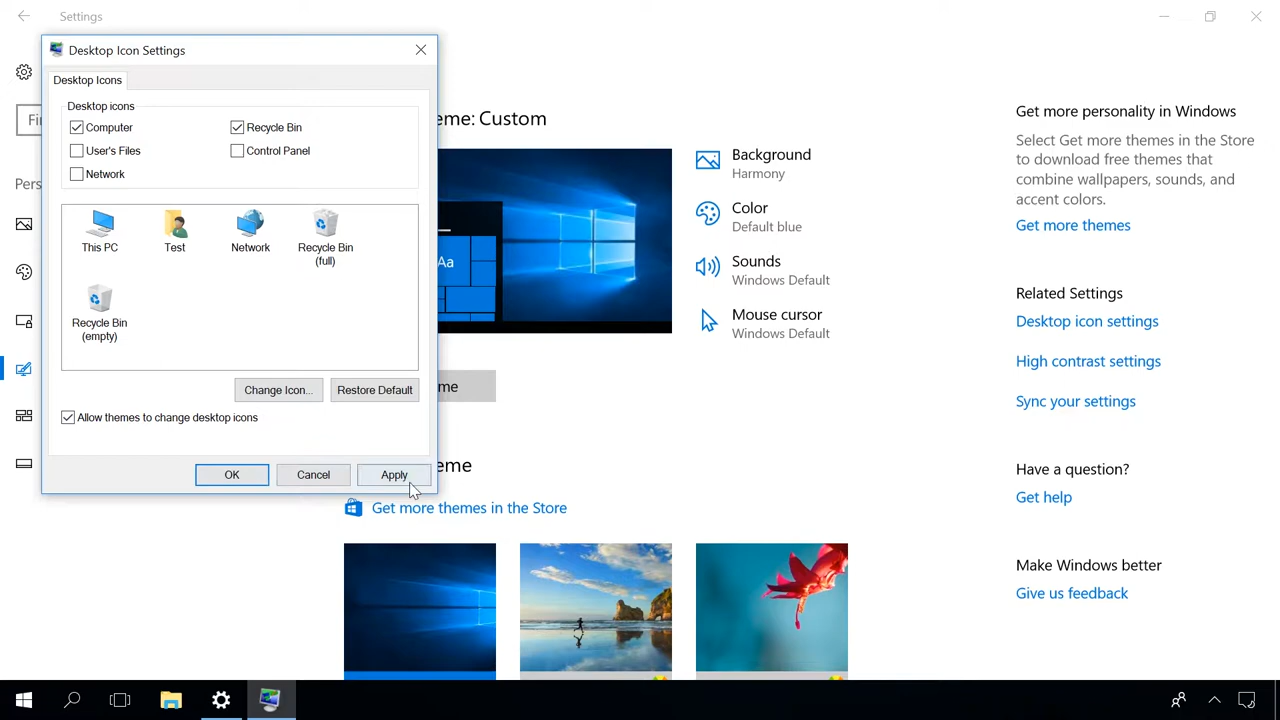 Settings
Desktop Icon Settings
Desktop Icons
Desktop icons
Computer
Recycle Bin
User's Files
Control Panel
Network
This PC
Test
Network
Recycle Bin
(full)
Recycle Bin
(empty)
Change Icon...
Restore Default
Allow themes to change desktop icons
OK
Cancel
Apply
Fi
Pers
eme: Custom
Aa
Background
Harmony
Color
Default blue
Sounds
Windows Default
Mouse cursor
Windows Default
me
eme
Get more themes in the Store
Get more personality in Windows
Select Get more themes in the Store
to download free themes that
combine wallpapers, sounds, and
accent colors.
Get more themes
Related Settings
Desktop icon settings
High contrast settings
Sync your settings
Have a question?
Get help
Make Windows better
Give us feedback